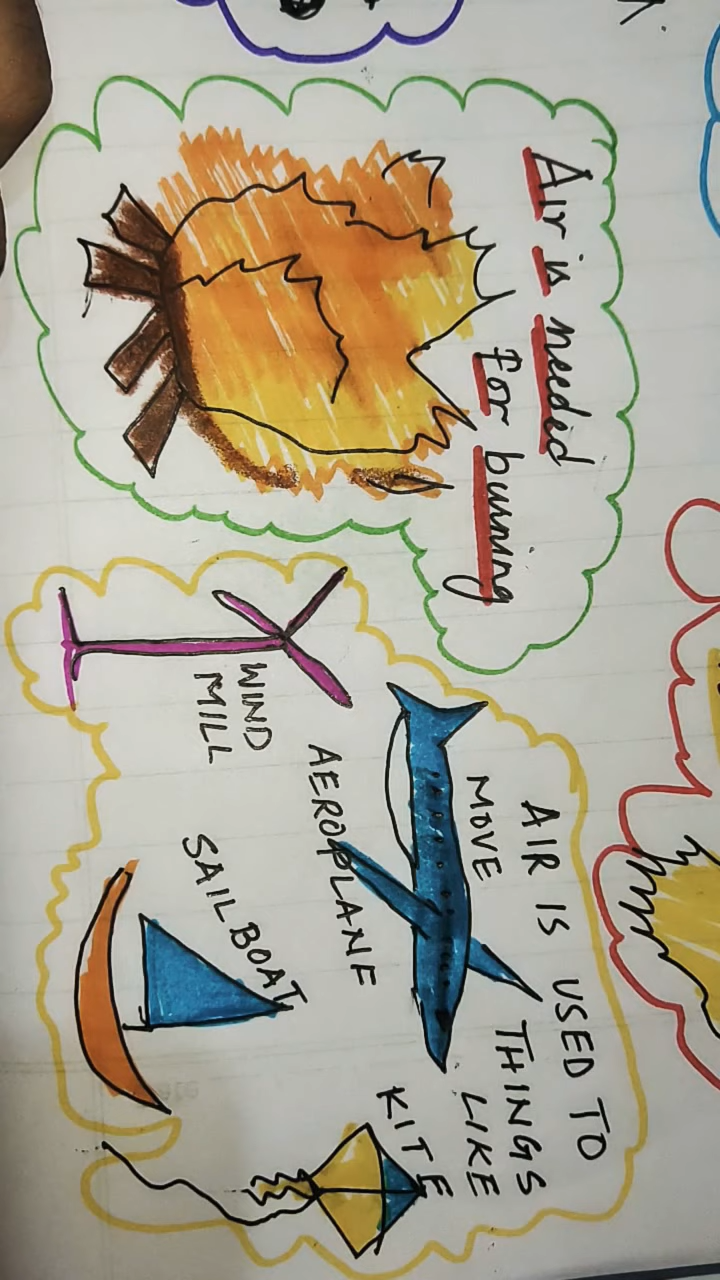 Air is needed
For burning
AIR IS USED TO
MOVE THINGS
LIKE
WIND
MILL
AEROPLANE
SAILBOAT
KITE